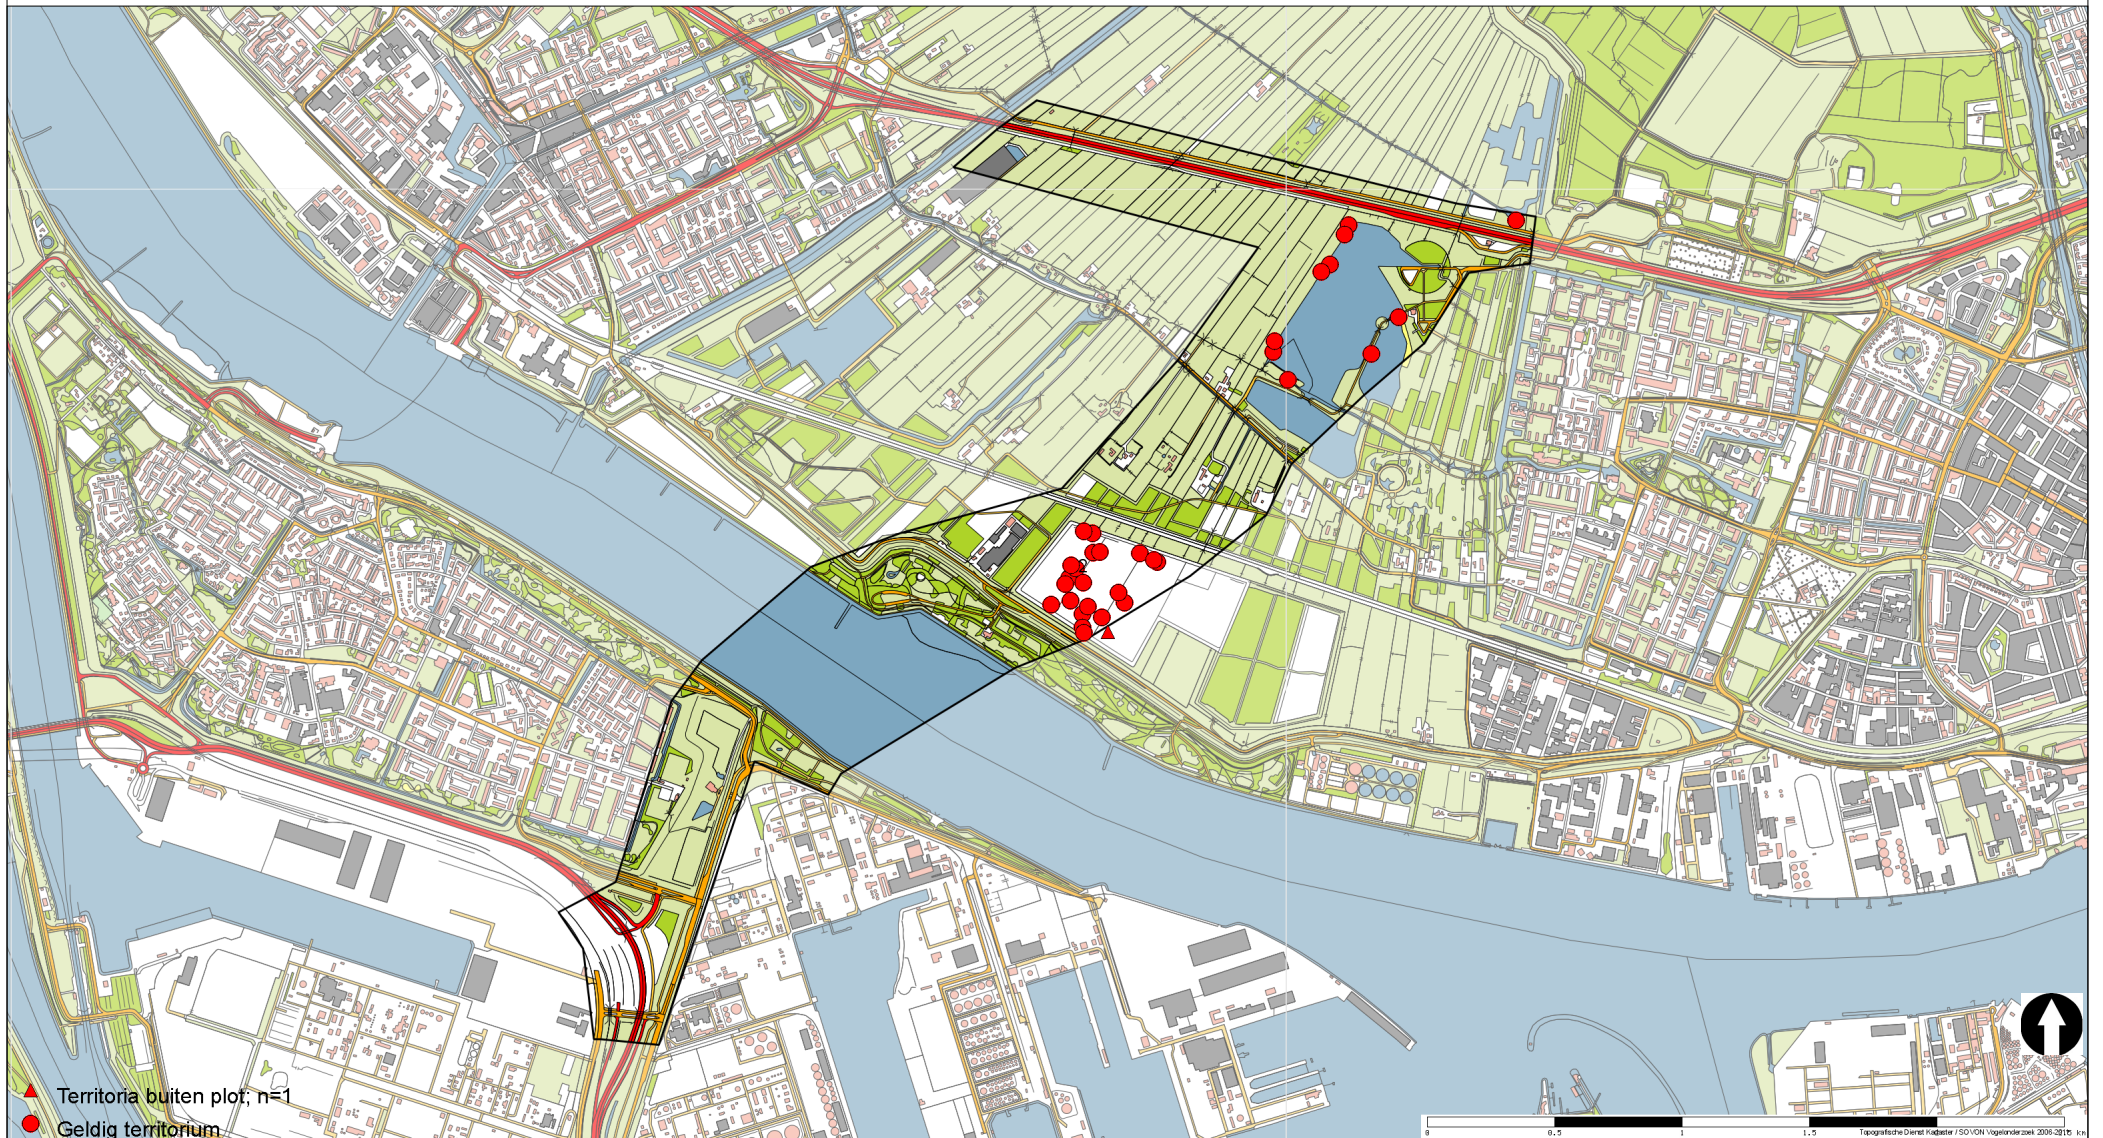 Territoria buiten plot; n=1
Geldig territorium
0 0.5 1 1.5 km
Topografische Dienst Kadaster / SOVON Vogelonderzoek 2006-2015